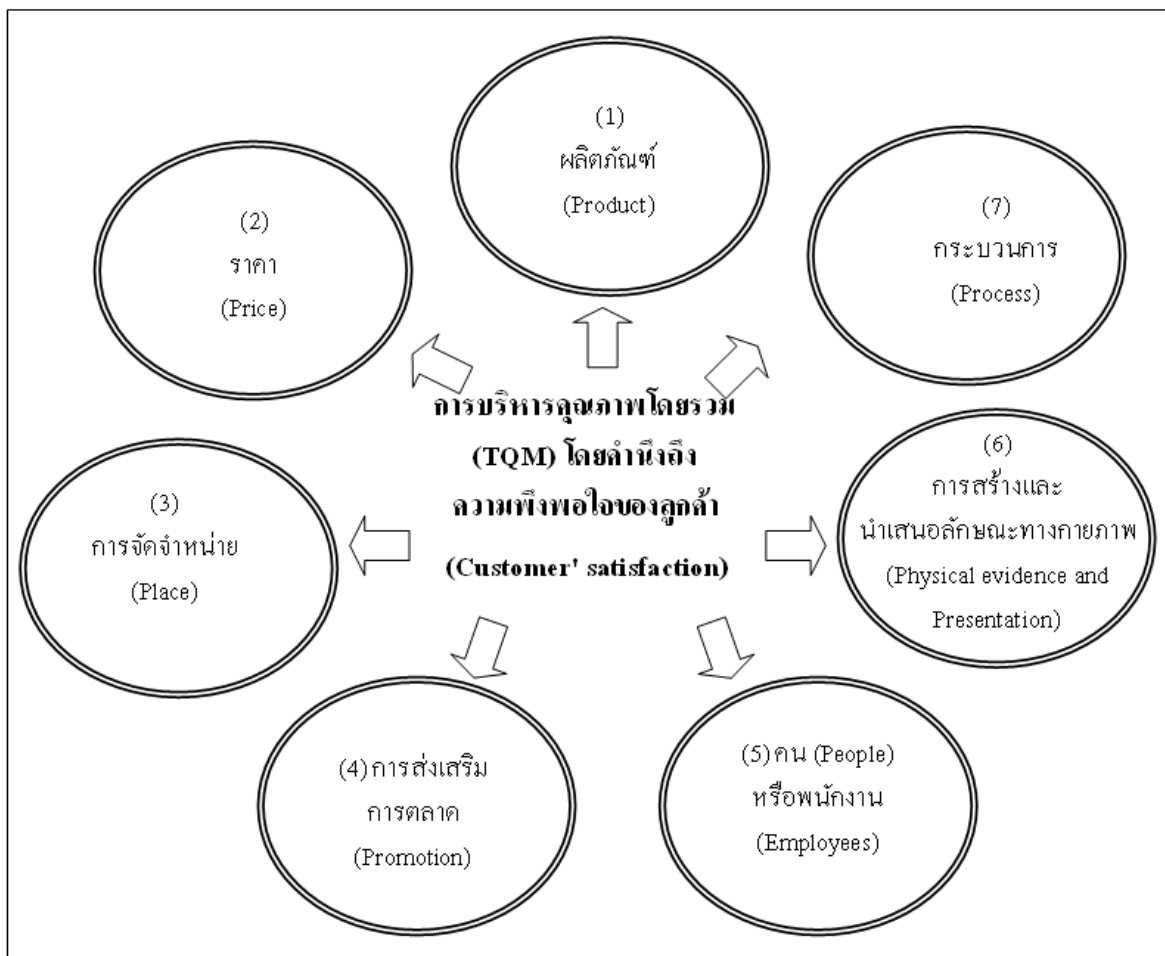 (1)
ผลิตภัณฑ์
(Product)
(2)
ราคา
(Price)
(7)
กระบวนการ
(Process)
การบริหารคุณภาพโดยรวม
(TQM) โดยคำนึงถึง
ความพึงพอใจของลูกค้า
(Customer' satisfaction)
(3)
การจัดจำหน่าย
(Place)
(6)
การสร้างและ
นำเสนอลักษณะทางกายภาพ
(Physical evidence and
Presentation)
(4) การส่งเสริม
การตลาด
(Promotion)
(5) คน (People)
หรือพนักงาน
(Employees)